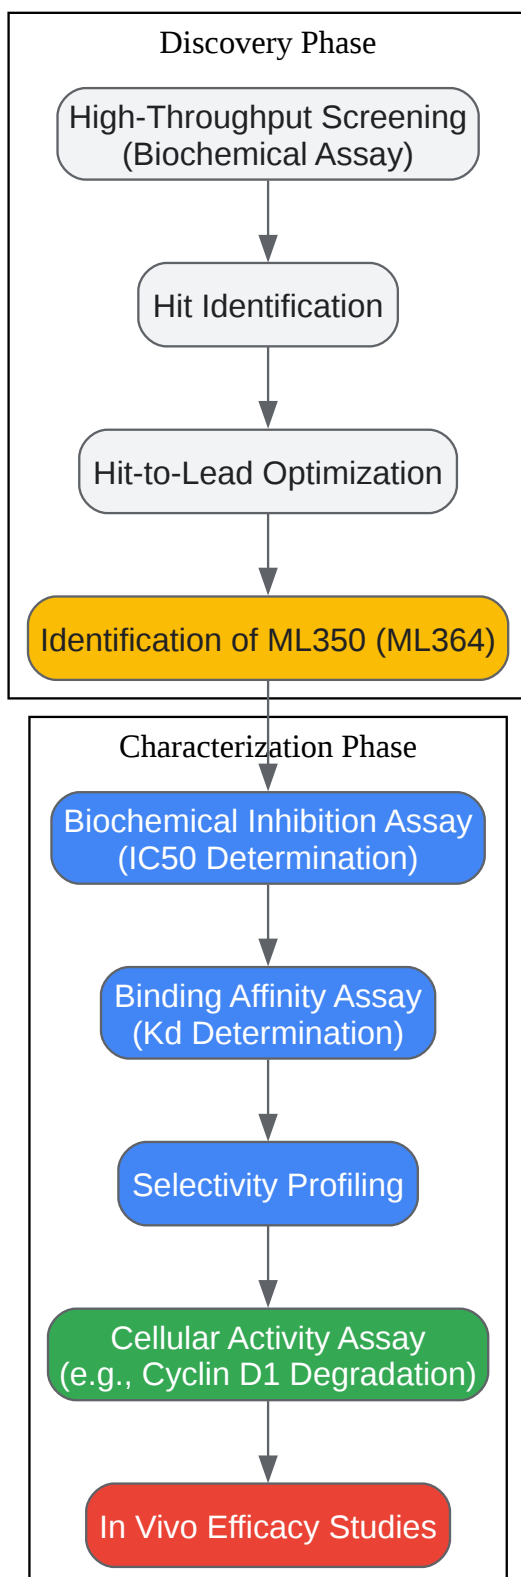 Discovery Phase
High-Throughput Screening
(Biochemical Assay)
Hit Identification
Hit-to-Lead Optimization
Identification of ML350 (ML364)
Characterization Phase
Biochemical Inhibition Assay
(IC50 Determination)
Binding Affinity Assay
(Kd Determination)
Selectivity Profiling
Cellular Activity Assay
(e.g., Cyclin D1 Degradation)
In Vivo Efficacy Studies